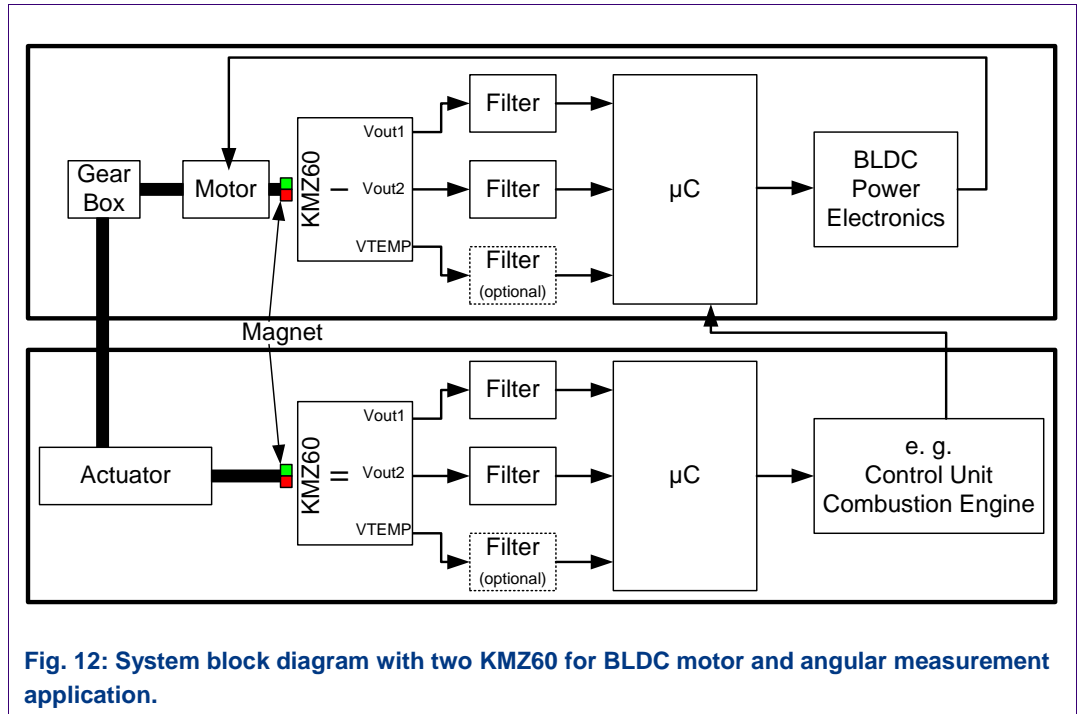 Gear
Box
Motor
KMZ60
–
Vout1
Vout2
VTEMP
Filter
Filter
Filter
(optional)
µC
BLDC
Power
Electronics
Magnet
Actuator
KMZ60
=
Vout1
Vout2
VTEMP
Filter
Filter
Filter
(optional)
µC
e. g.
Control Unit
Combustion Engine
Fig. 12: System block diagram with two KMZ60 for BLDC motor and angular measurement
application.